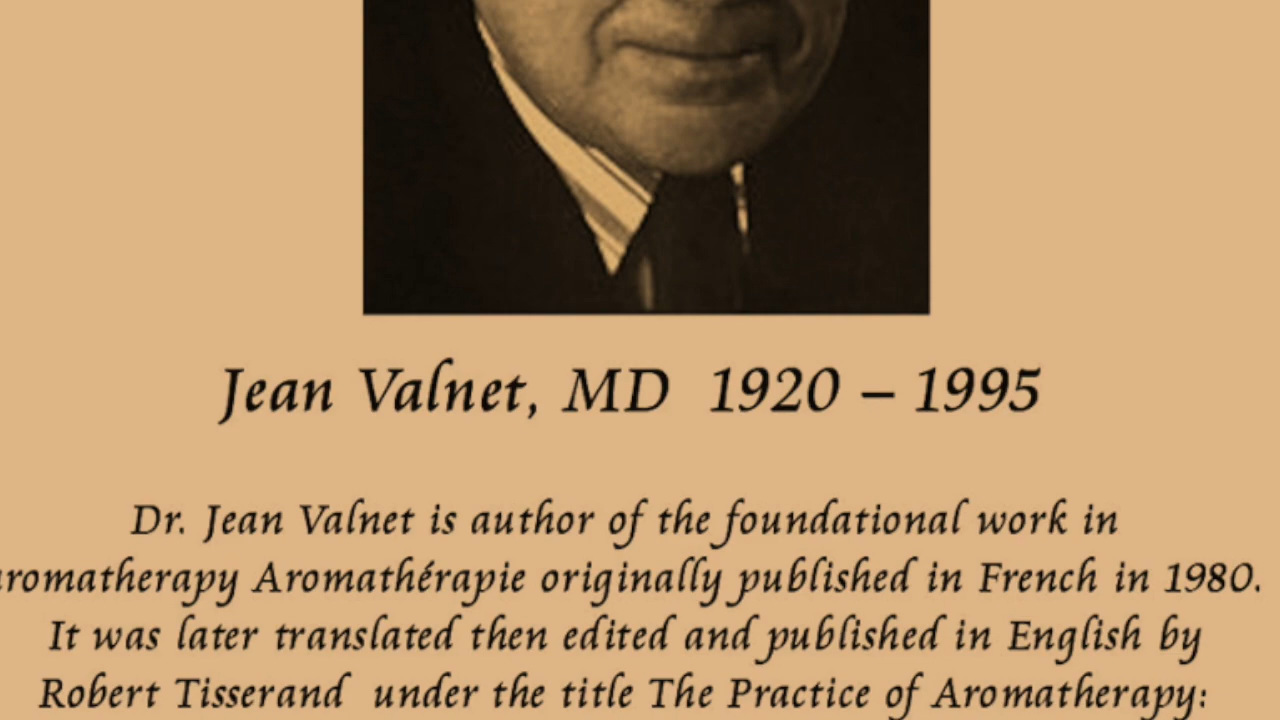 Jean Valnet, MD 1920 – 1995
Dr. Jean Valnet is author of the foundational work in
aromatherapy Aromathérapie originally published in French in 1980.
It was later translated then edited and published in English by
Robert Tisserand under the title The Practice of Aromatherapy: